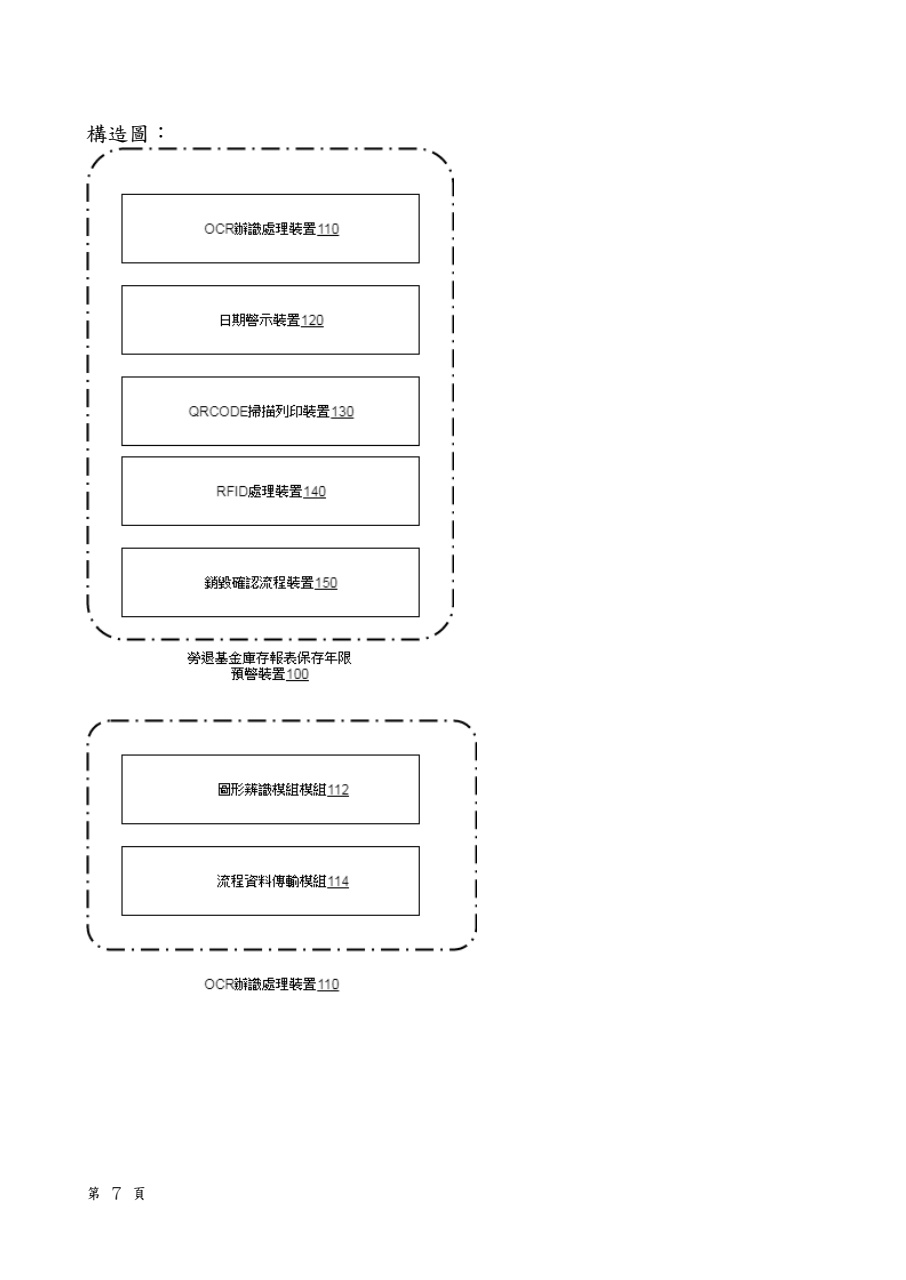 構造圖：
OCR辦識處理裝置110
日期警示裝置120
QRCODE掃描列印裝置130
RFID處理裝置140
銷毀確認流程裝置150
勞退基金庫存報表保存年限
預警裝置100
圖形辨識模組模組112
流程資料傳輸模組114
OCR辦識處理裝置110
第 7 頁